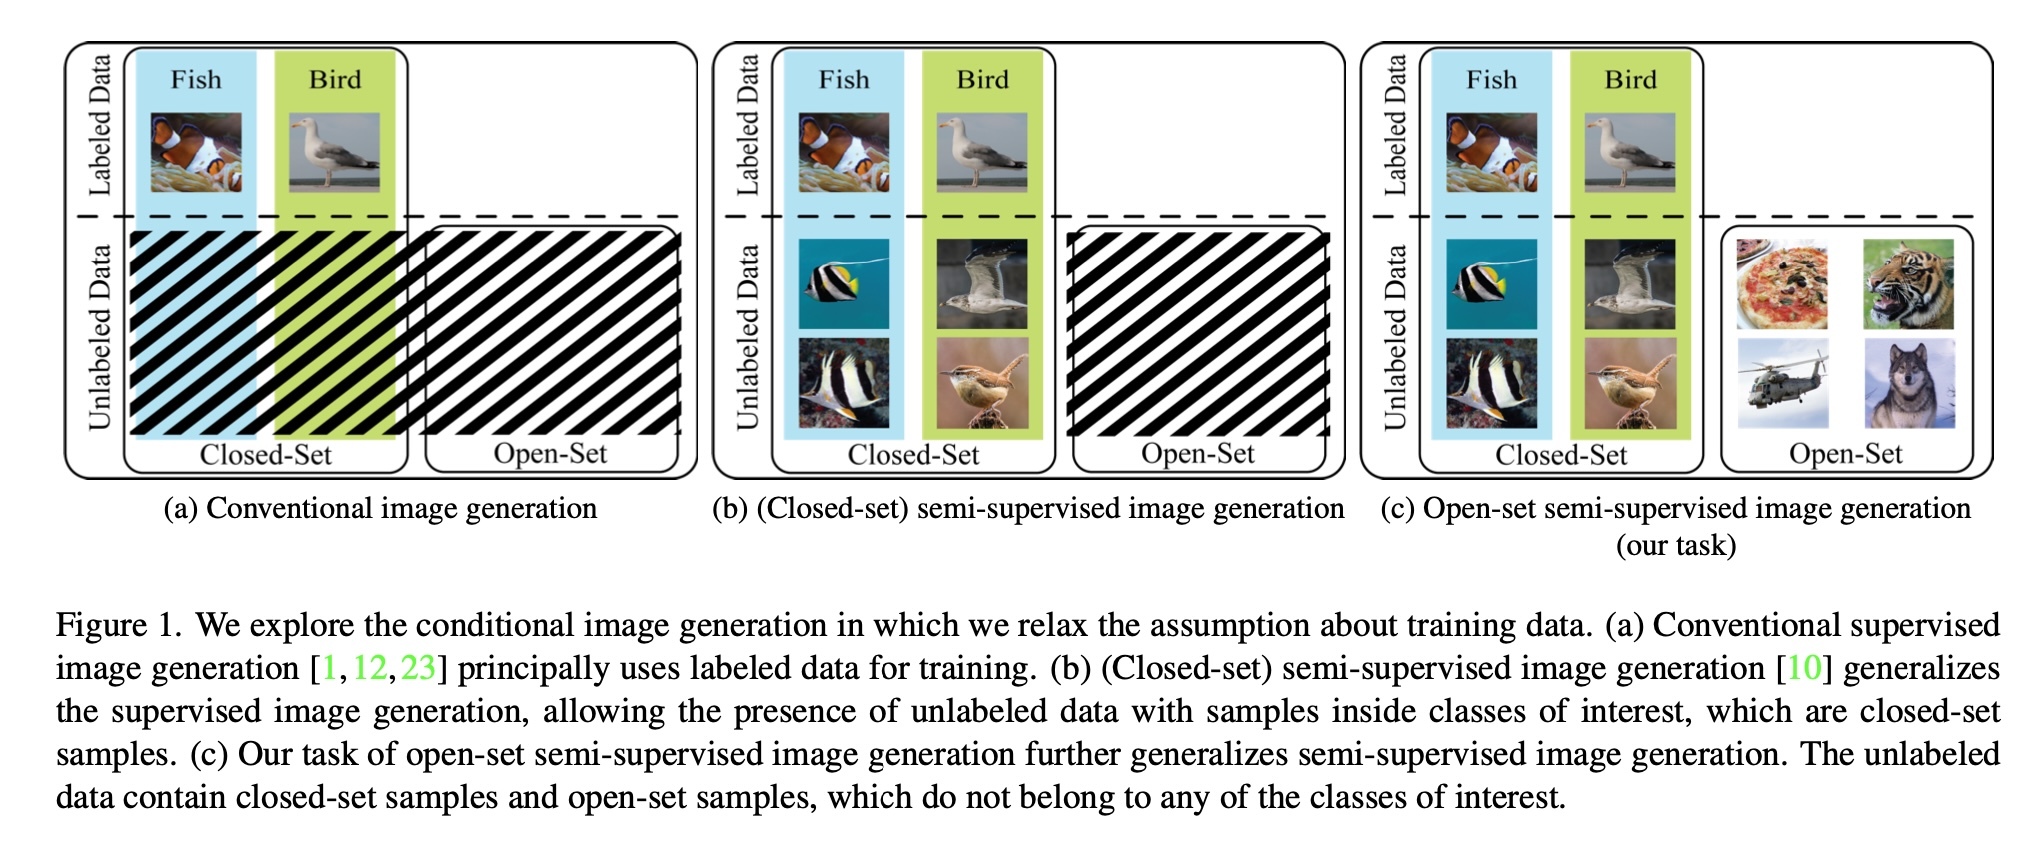 Labeled Data
Fish
Bird
Unlabeled Data
Closed-Set
Open-Set
(a) Conventional image generation
Labeled Data
Fish
Bird
Unlabeled Data
Closed-Set
Open-Set
(b) (Closed-set) semi-supervised image generation
Labeled Data
Fish
Bird
Unlabeled Data
Closed-Set
Open-Set
(c) Open-set semi-supervised image generation
(our task)
Figure 1. We explore the conditional image generation in which we relax the assumption about training data. (a) Conventional supervised
image generation [1,12,23] principally uses labeled data for training. (b) (Closed-set) semi-supervised image generation [10] generalizes
the supervised image generation, allowing the presence of unlabeled data with samples inside classes of interest, which are closed-set
samples. (c) Our task of open-set semi-supervised image generation further generalizes semi-supervised image generation. The unlabeled
data contain closed-set samples and open-set samples, which do not belong to any of the classes of interest.